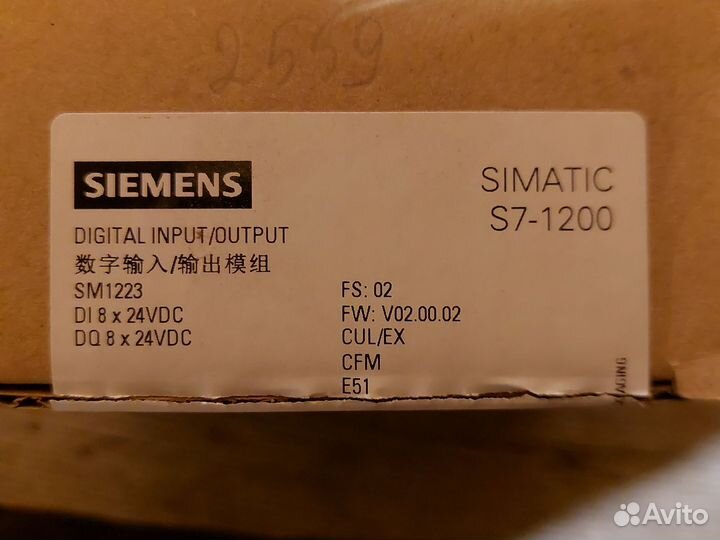 2559
SIEMENS
SIMATIC
S7-1200
DIGITAL INPUT/OUTPUT
数字输入/输出模组
SM1223
DI 8 x 24VDC
DQ 8 x 24VDC
FS: 02
FW: V02.00.02
CUL/EX
CFM
E51
Avito